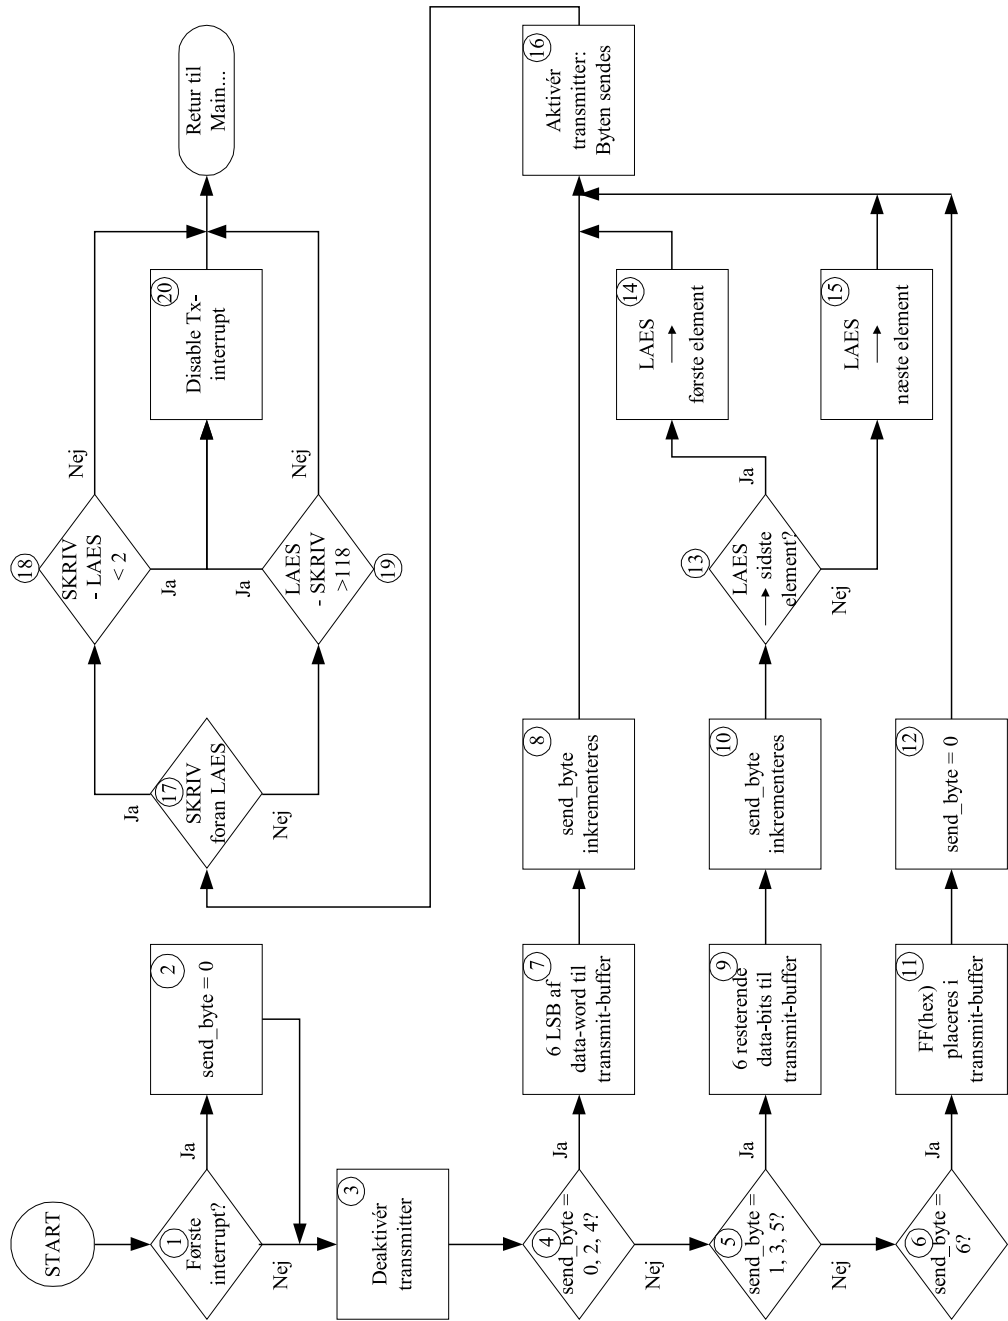 START
1
Første
interrupt?
Ja
Nej
2
send_byte = 0
3
Deaktivér
transmitter
4
send_byte =
0, 2, 4?
Ja
Nej
5
send_byte =
1, 3, 5?
Ja
Nej
6
send_byte =
6?
Ja
7
6 LSB af
data-word til
transmit-buffer
8
send_byte
inkrementeres
9
6 resterende
data-bits til
transmit-buffer
10
send_byte
inkrementeres
11
FF(hex)
placeres i
transmit-buffer
12
send_byte = 0
13
LAES
sidste
element?
Ja
Nej
14
LAES
første element
15
LAES
næste element
16
Aktivér
transmitter:
Byten sendes
17
SKRIV
foran LAES
Ja
Nej
18
SKRIV
- LAES
< 2
Nej
Ja
19
LAES
- SKRIV
>118
Ja
Nej
20
Disable Tx-
interrupt
Retur til
Main...